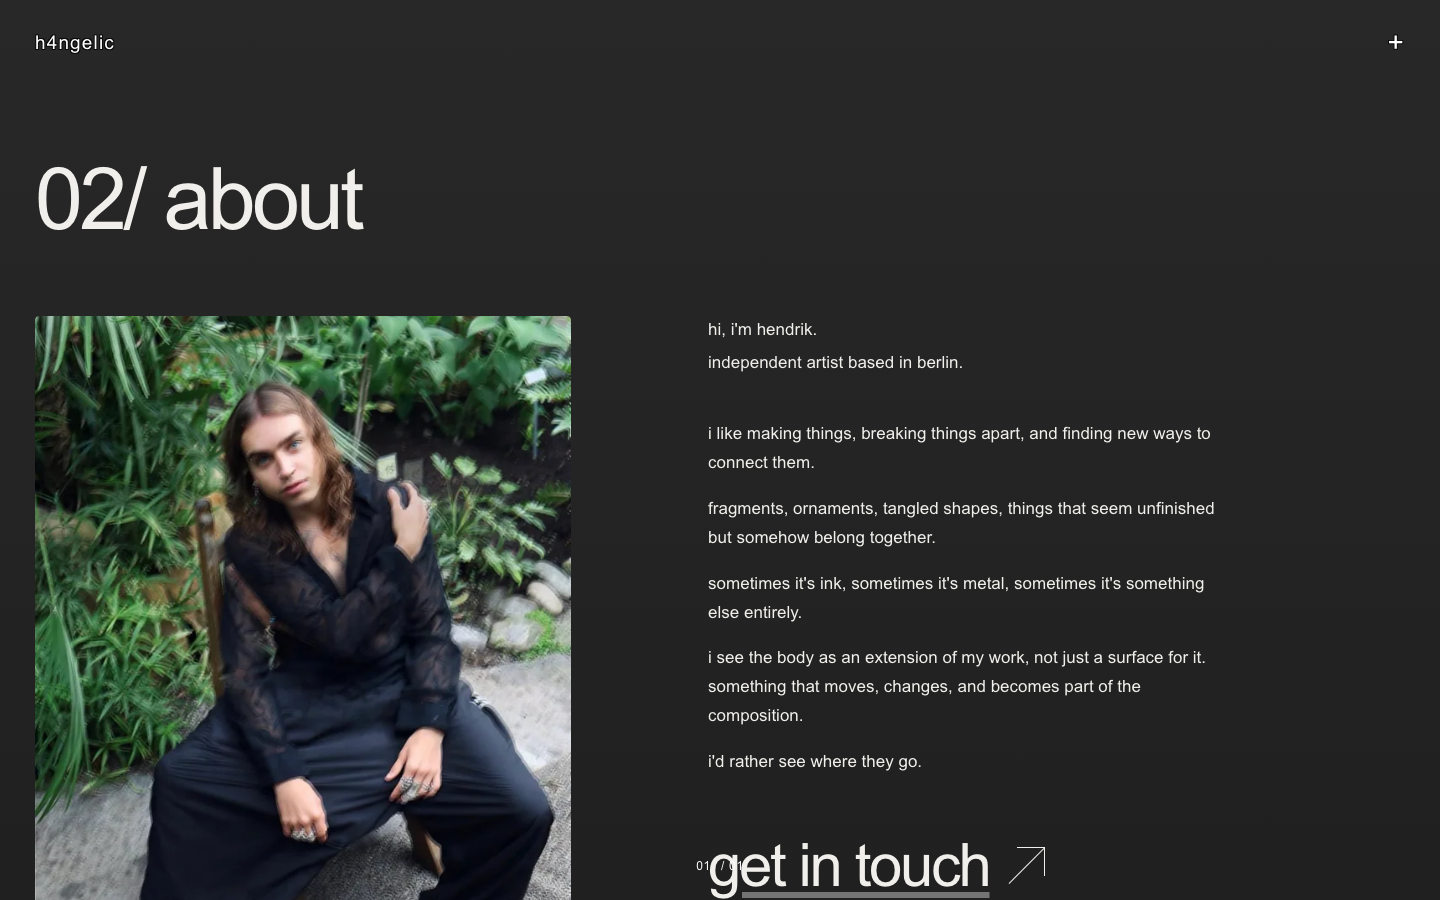 h4ngelic
+
02/ about
hi, i'm hendrik.
independent artist based in berlin.
i like making things, breaking things apart, and finding new ways to
connect them.
fragments, ornaments, tangled shapes, things that seem unfinished
but somehow belong together.
sometimes it's ink, sometimes it's metal, sometimes it's something
else entirely.
i see the body as an extension of my work, not just a surface for it.
something that moves, changes, and becomes part of the
composition.
i'd rather see where they go.
get in touch
01 / 01